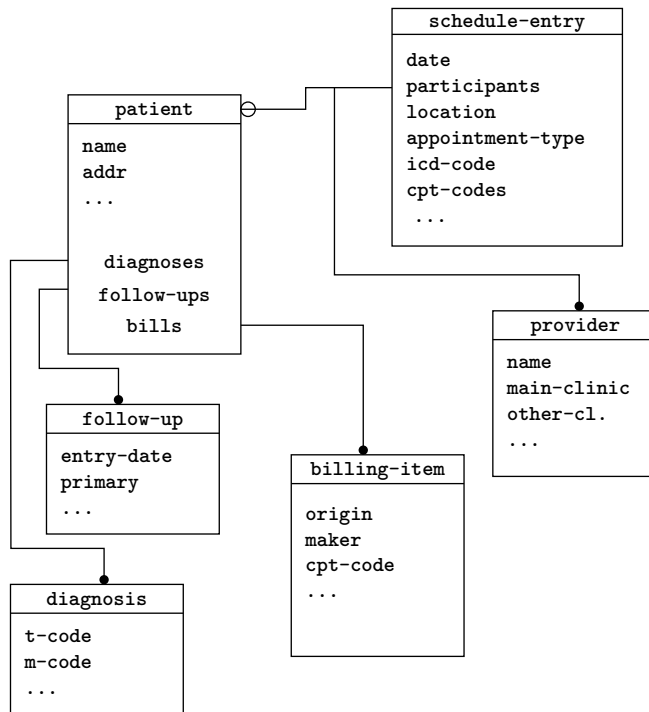 schedule-entry
date
participants
location
appointment-type
icd-code
cpt-codes
...
patient
name
addr
...
diagnoses
follow-ups
bills
provider
name
main-clinic
other-cl.
...
follow-up
entry-date
primary
...
billing-item
origin
maker
cpt-code
...
diagnosis
t-code
m-code
...